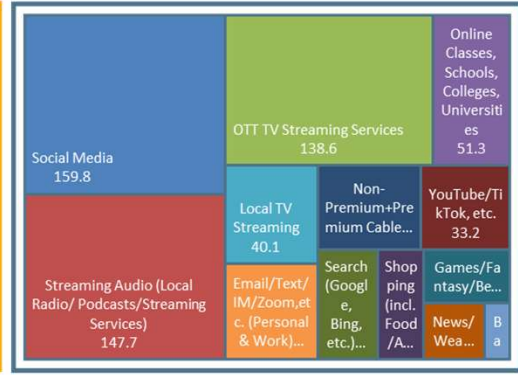 Social Media
159.8
Streaming Audio (Local
Radio/ Podcasts/Streaming
Services)
147.7
OTT TV Streaming Services
138.6
Online
Classes,
Schools,
Colleges,
Universiti
es
51.3
Local TV
Streaming
40.1
Non-
Premium+Pre
mium Cable...
YouTube/Ti
kTok, etc.
33.2
Email/Text/
IM/Zoom,et
c. (Personal
& Work)...
Search
(Googl
e,
Bing,
etc.)...
Shop
ping
(incl.
Food
/A...
Games/Fa
ntasy/Be...
News/
Wea...
B
a